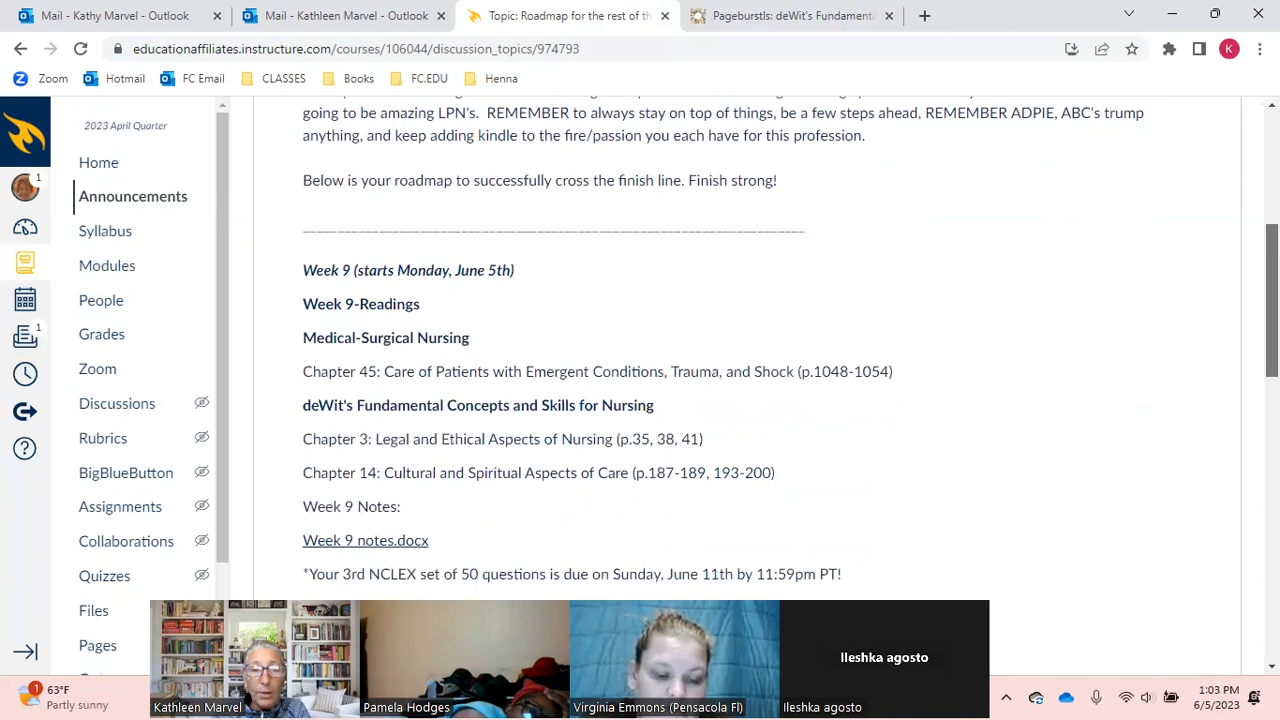 Mail - Outlook
Mail - Outlook
Topic: Roadmap for the rest of th
Pageburstls: deWit's Fundament
educationaffiliates.instructure.com/courses/106044/discussion_topics/974793
K
Zoom
Hotmail
FC Email
CLASSES
Books
FC.EDU
Henna
going to be amazing LPN's. REMEMBER to always stay on top of things, be a few steps ahead, REMEMBER ADPIE, ABC's trump
anything, and keep adding kindle to the fire/passion you each have for this profession.
Below is your roadmap to successfully cross the finish line. Finish strong!
Week 9 (starts Monday, June 5th)
Week 9-Readings
Medical-Surgical Nursing
Chapter 45: Care of Patients with Emergent Conditions, Trauma, and Shock (p.1048-1054)
deWit's Fundamental Concepts and Skills for Nursing
Chapter 3: Legal and Ethical Aspects of Nursing (p.35, 38, 41)
Chapter 14: Cultural and Spiritual Aspects of Care (p.187-189, 193-200)
Week 9 Notes:
Week 9 notes.docx
*Your 3rd NCLEX set of 50 questions is due on Sunday, June 11th by 11:59pm PT!
2023 April Quarter
Home
Announcements
Syllabus
Modules
People
Grades
Zoom
Discussions
Rubrics
BigBlueButton
Assignments
Collaborations
Quizzes
Files
Pages
1
1
Kathleen Marvel
Pamela Hodges
Virginia Emmons (Pensacola Fl)
Ileshka agosto
Ileshka agosto
1
63°F
Partly sunny
1:03 PM
6/5/2023